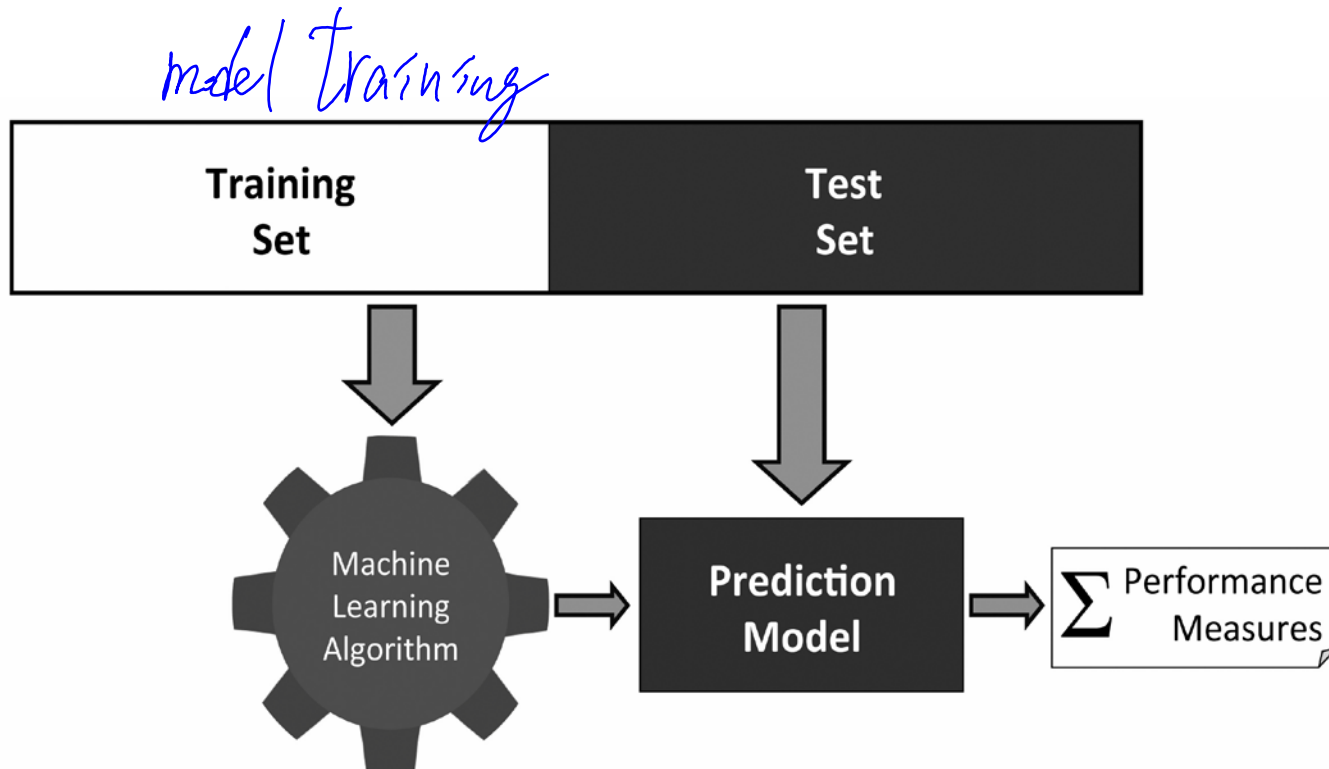 model training
Training
Set
Test
Set
Machine
Learning
Algorithm
Prediction
Model
Σ Performance
Measures